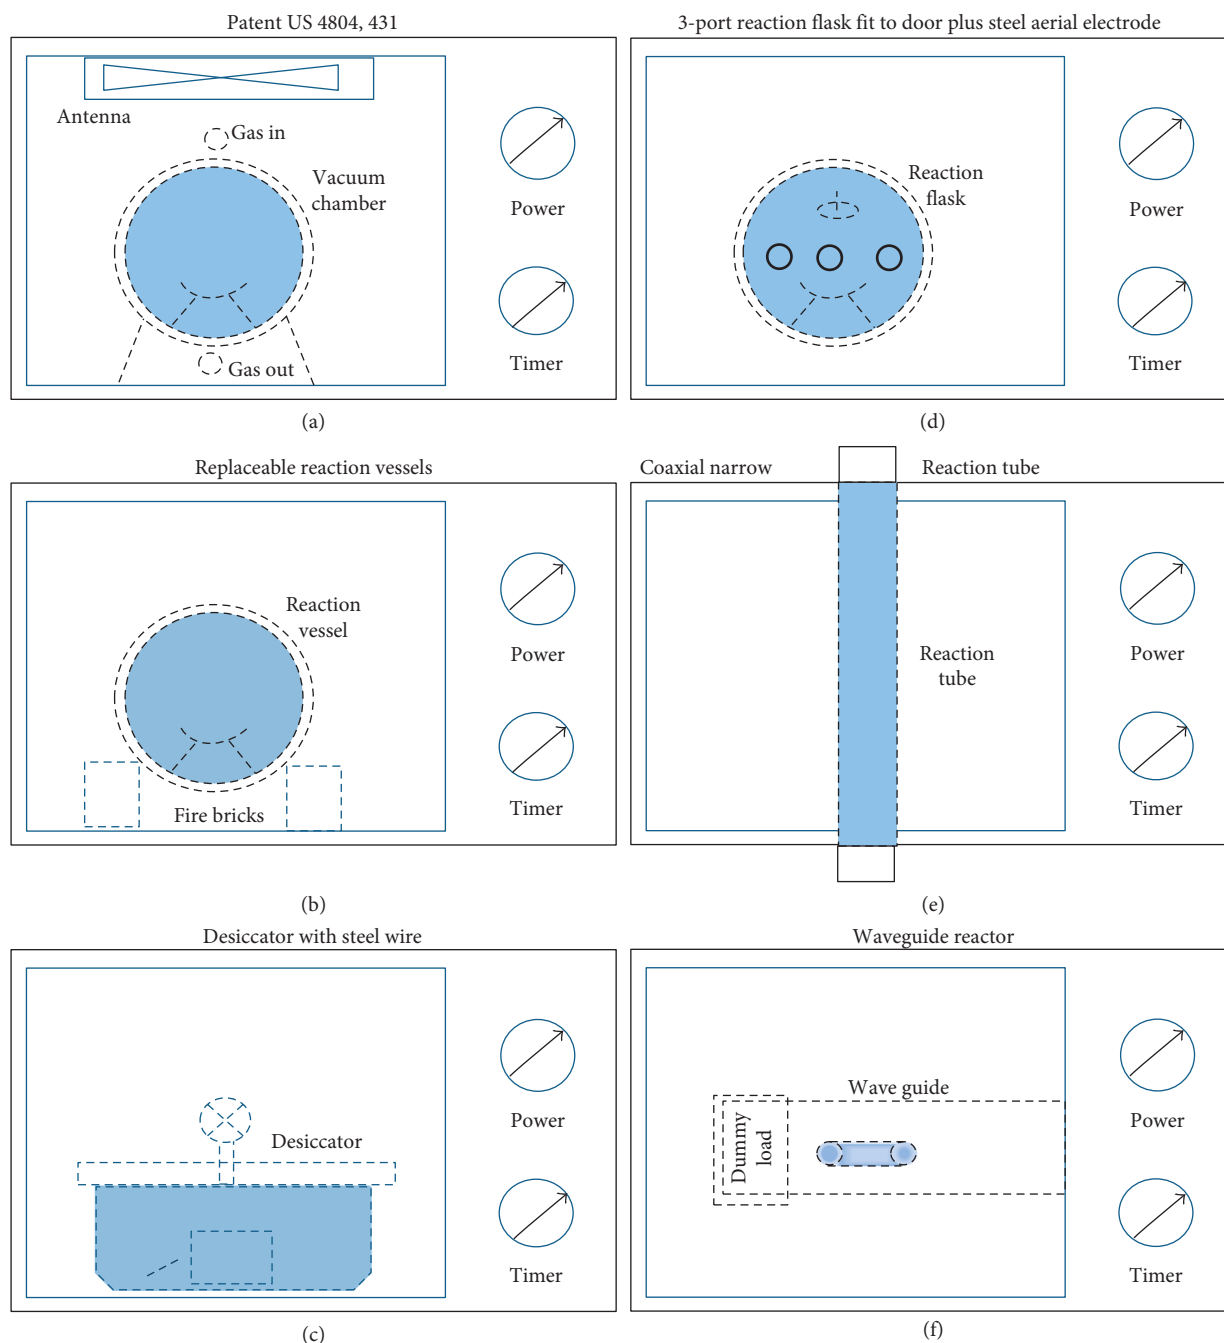 Patent US 4804, 431
Antenna
Gas in
Vacuum
chamber
Gas out
Power
Timer
(a)
3-port reaction flask fit to door plus steel aerial electrode
Reaction
flask
Power
Timer
(d)
Replaceable reaction vessels
Reaction
vessel
Fire bricks
Power
Timer
(b)
Coaxial narrow
Reaction tube
Reaction
tube
Power
Timer
(e)
Desiccator with steel wire
Desiccator
Power
Timer
(c)
Waveguide reactor
Wave guide
Dummy
load
Power
Timer
(f)